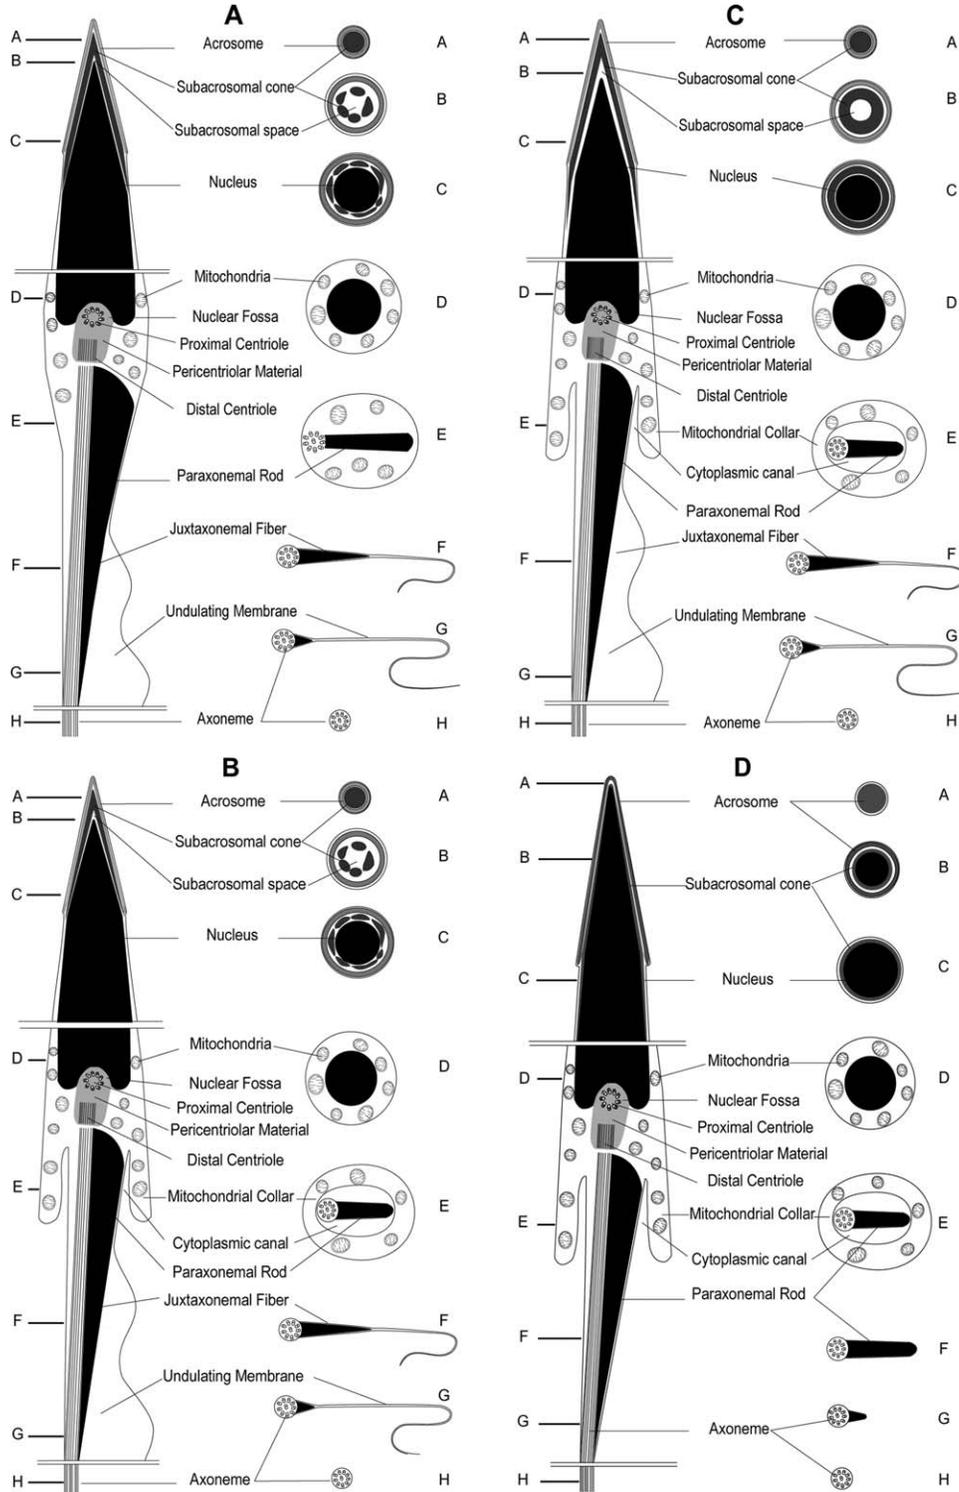 A
A
Acrosome
A
B
Subacrosomal cone
B
Subacrosomal space
C
Nucleus
C
Mitochondria
D
D
Nuclear Fossa
Proximal Centriole
Pericentriolar Material
Distal Centriole
E
E
Paraxonemal Rod
Juxtaxonemal Fiber
F
F
Undulating Membrane
G
G
Axoneme
H
H
C
A
Acrosome
A
B
Subacrosomal cone
B
Subacrosomal space
C
Nucleus
C
Mitochondria
D
D
Nuclear Fossa
Proximal Centriole
Pericentriolar Material
Distal Centriole
E
Mitochondrial Collar
E
Cytoplasmic canal
Paraxonemal Rod
Juxtaxonemal Fiber
F
F
Undulating Membrane
G
G
Axoneme
H
H
B
A
Acrosome
A
B
Subacrosomal cone
B
Subacrosomal space
C
Nucleus
C
Mitochondria
D
D
Nuclear Fossa
Proximal Centriole
Pericentriolar Material
Distal Centriole
E
Mitochondrial Collar
E
Cytoplasmic canal
Paraxonemal Rod
Juxtaxonemal Fiber
F
F
Undulating Membrane
G
G
Axoneme
H
H
D
A
Acrosome
A
B
Subacrosomal cone
B
C
Nucleus
C
Mitochondria
D
D
Nuclear Fossa
Proximal Centriole
Pericentriolar Material
Distal Centriole
E
Mitochondrial Collar
E
Cytoplasmic canal
Paraxonemal Rod
F
F
G
Axoneme
G
H
H